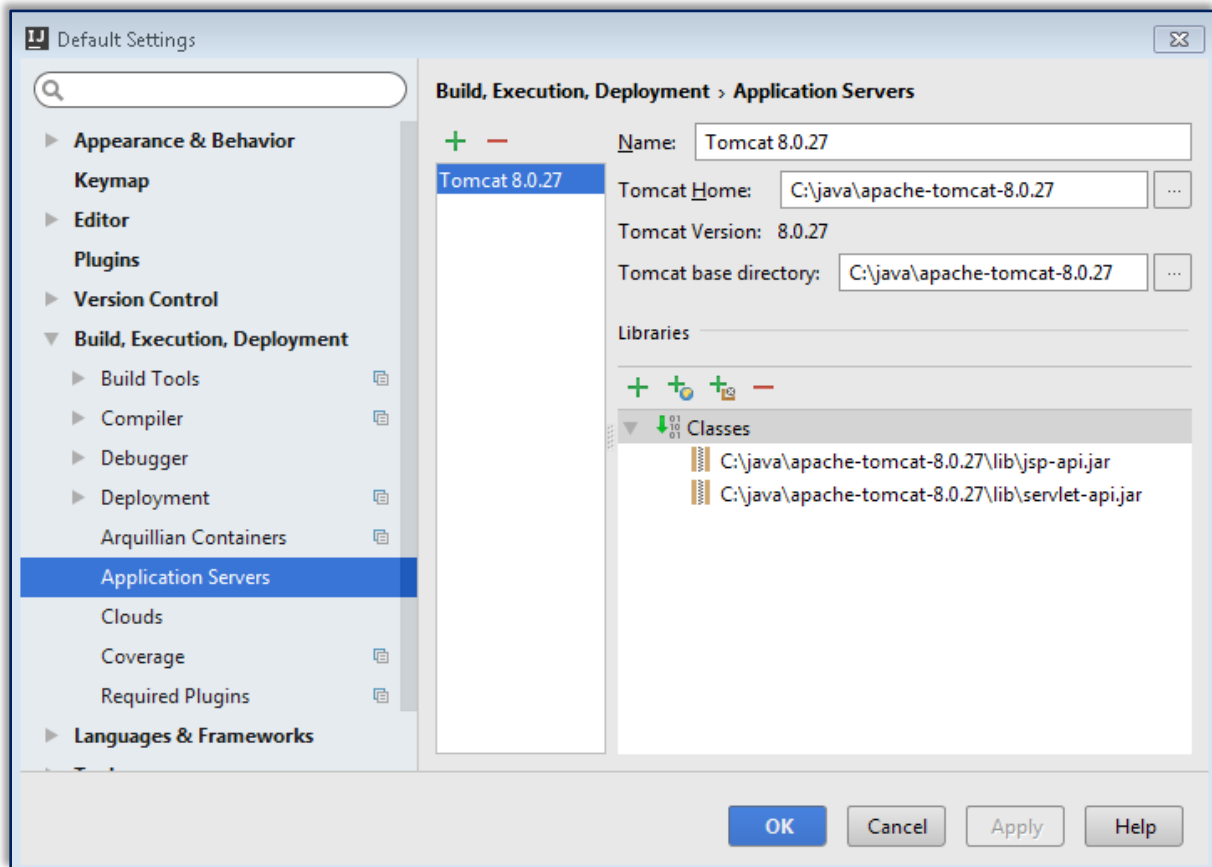 IJ Default Settings
Appearance & Behavior
Keymap
Editor
Plugins
Version Control
Build, Execution, Deployment
Build Tools
Compiler
Debugger
Deployment
Arquillian Containers
Application Servers
Clouds
Coverage
Required Plugins
Languages & Frameworks
Build, Execution, Deployment › Application Servers
Tomcat 8.0.27
Name: Tomcat 8.0.27
Tomcat Home: C:\java\apache-tomcat-8.0.27 ...
Tomcat Version: 8.0.27
Tomcat base directory: C:\java\apache-tomcat-8.0.27 ...
Libraries
Classes
C:\java\apache-tomcat-8.0.27\lib\jsp-api.jar
C:\java\apache-tomcat-8.0.27\lib\servlet-api.jar
OK Cancel Apply Help